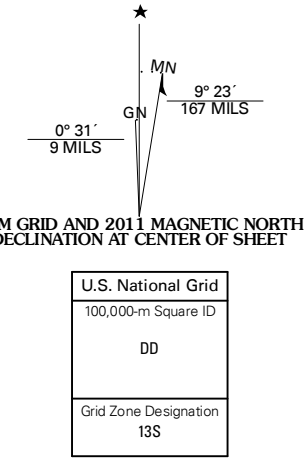 MN
GN
9° 23´
167 MILS
0° 31´
9 MILS
M GRID AND 2011 MAGNETIC NORTH
DECLINATION AT CENTER OF SHEET
U.S. National Grid
100,000-m Square ID
DD
Grid Zone Designation
13S